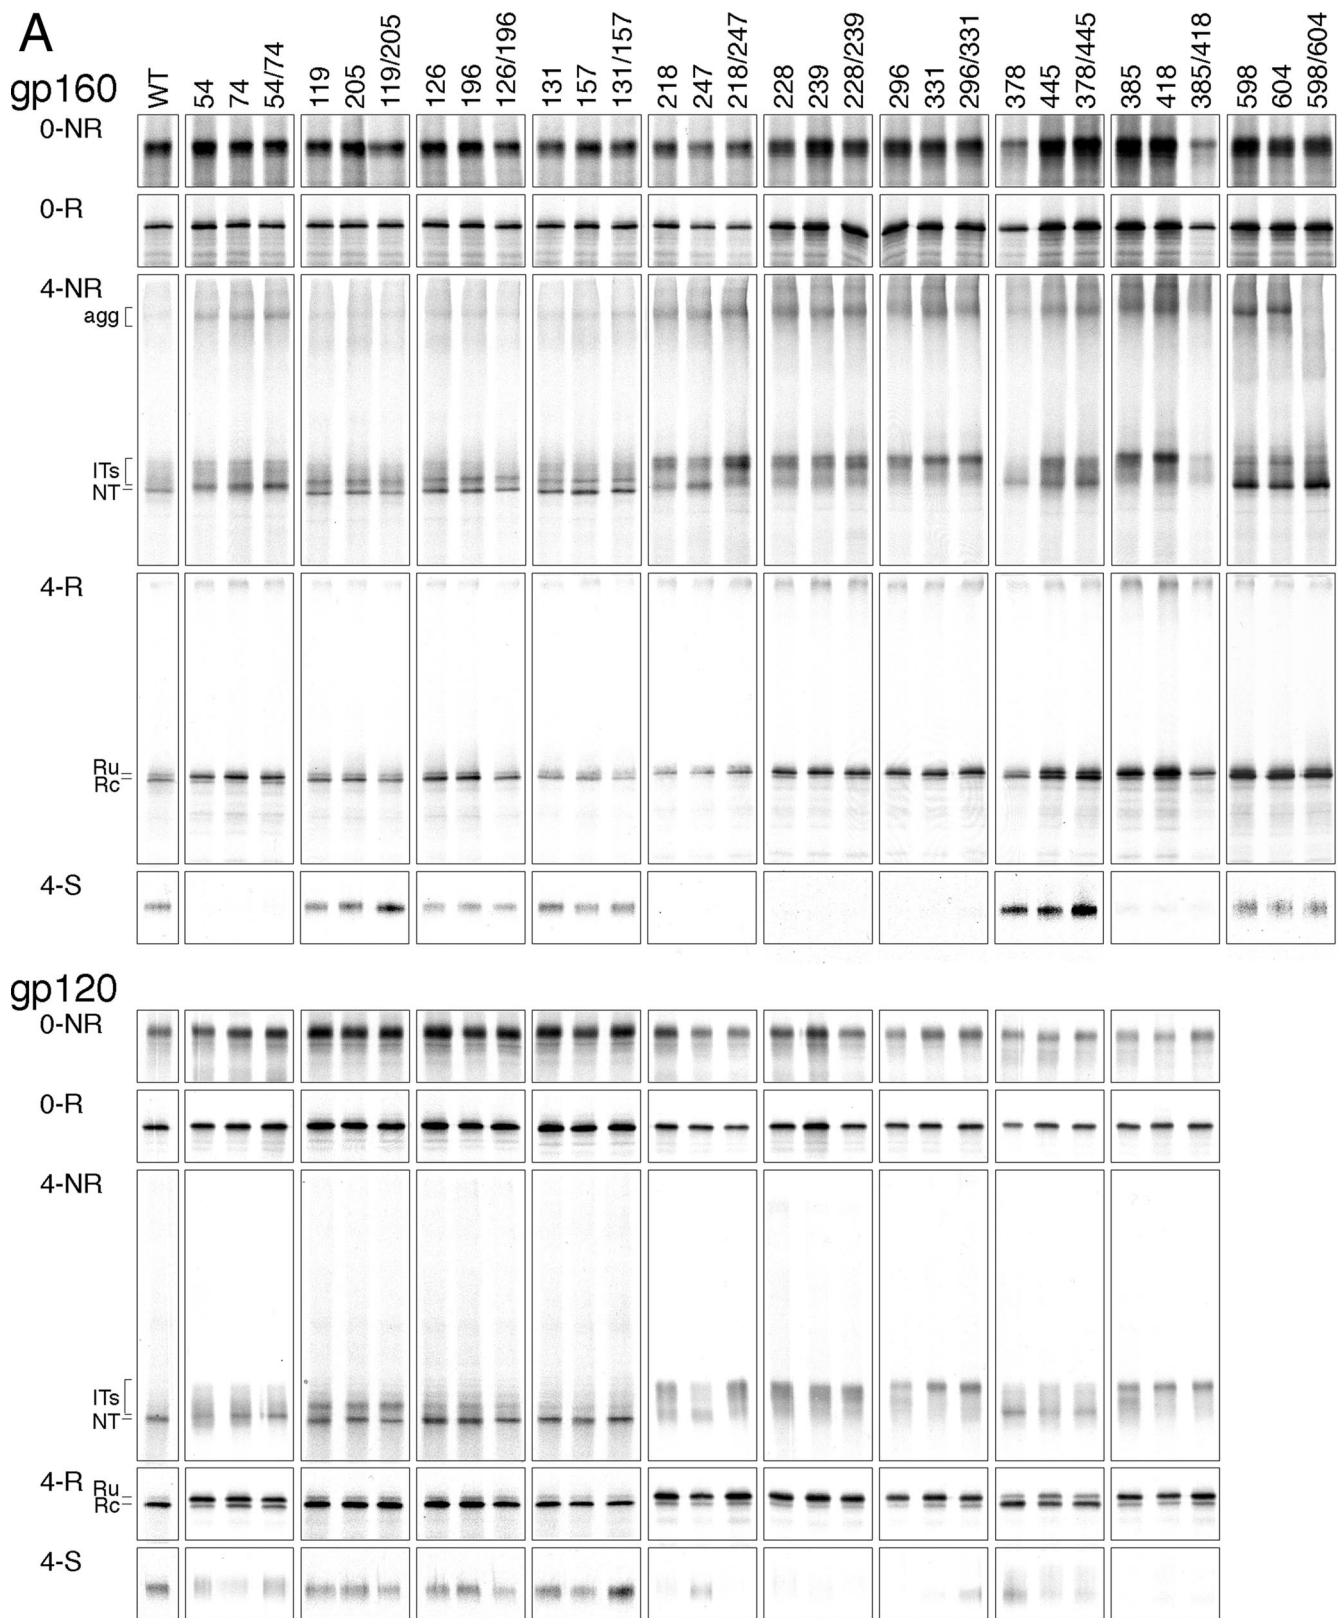 A
gp160
WT 54 74 54/74 119 205 119/205 126 196 126/196 131 157 131/157 218 247 218/247 228 239 228/239 296 331 296/331 378 445 378/445 385 418 385/418 598 604 598/604
0-NR
0-R
4-NR
agg
ITs
NT
4-R
Ru
Rc
4-S
gp120
0-NR
0-R
4-NR
ITs
NT
4-R Ru
Rc
4-S